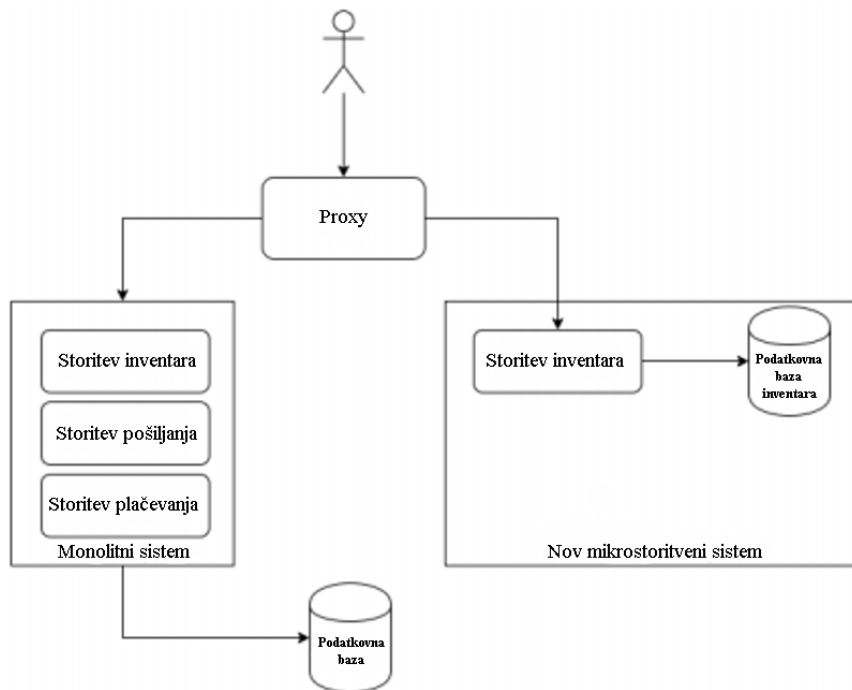 Proxy
Storitev inventara
Storitev pošiljanja
Storitev plačevanja
Monolitni sistem
Podatkovna
baza
Storitev inventara
Podatkovna
baza
inventara
Nov mikrostoritveni sistem